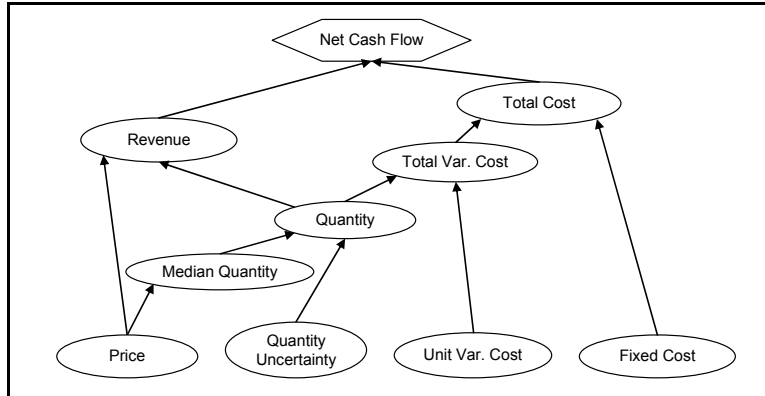 Net Cash Flow
Total Cost
Revenue
Total Var. Cost
Quantity
Median Quantity
Price
Quantity
Uncertainty
Unit Var. Cost
Fixed Cost